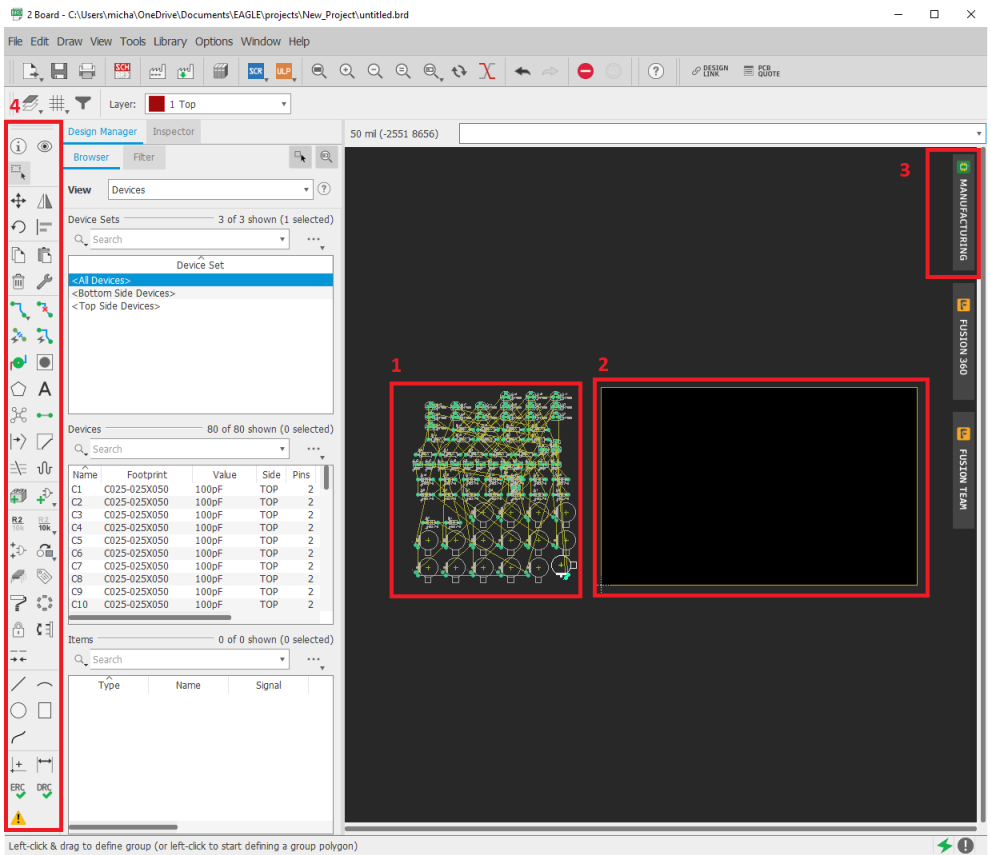 2 Board - C:\Users\micha\OneDrive\Documents\EAGLE\projects\New_Project\untitled.brd
File Edit Draw View Tools Library Options Window Help
SCH SCR ULP DESIGN LINK PCB QUOTE
4 Layer: 1 Top
Design Manager Inspector
50 mil (-2551 8656)
Browser Filter
View Devices
Device Sets 3 of 3 shown (1 selected)
Search
Device Set
<All Devices>
<Bottom Side Devices>
<Top Side Devices>
Devices 80 of 80 shown (0 selected)
Search
Name Footprint Value Side Pins
C1 C025-025X050 100pF TOP 2
C2 C025-025X050 100pF TOP 2
C3 C025-025X050 100pF TOP 2
C4 C025-025X050 100pF TOP 2
C5 C025-025X050 100pF TOP 2
C6 C025-025X050 100pF TOP 2
C7 C025-025X050 100pF TOP 2
C8 C025-025X050 100pF TOP 2
C9 C025-025X050 100pF TOP 2
C10 C025-025X050 100pF TOP 2
Items 0 of 0 shown (0 selected)
Search
Type Name Signal
R2 10k R2 10k
ERC DRC
1
2
3
MANUFACTURING
FUSION 360
FUSION TEAM
Left-click & drag to define group (or left-click to start defining a group polygon)